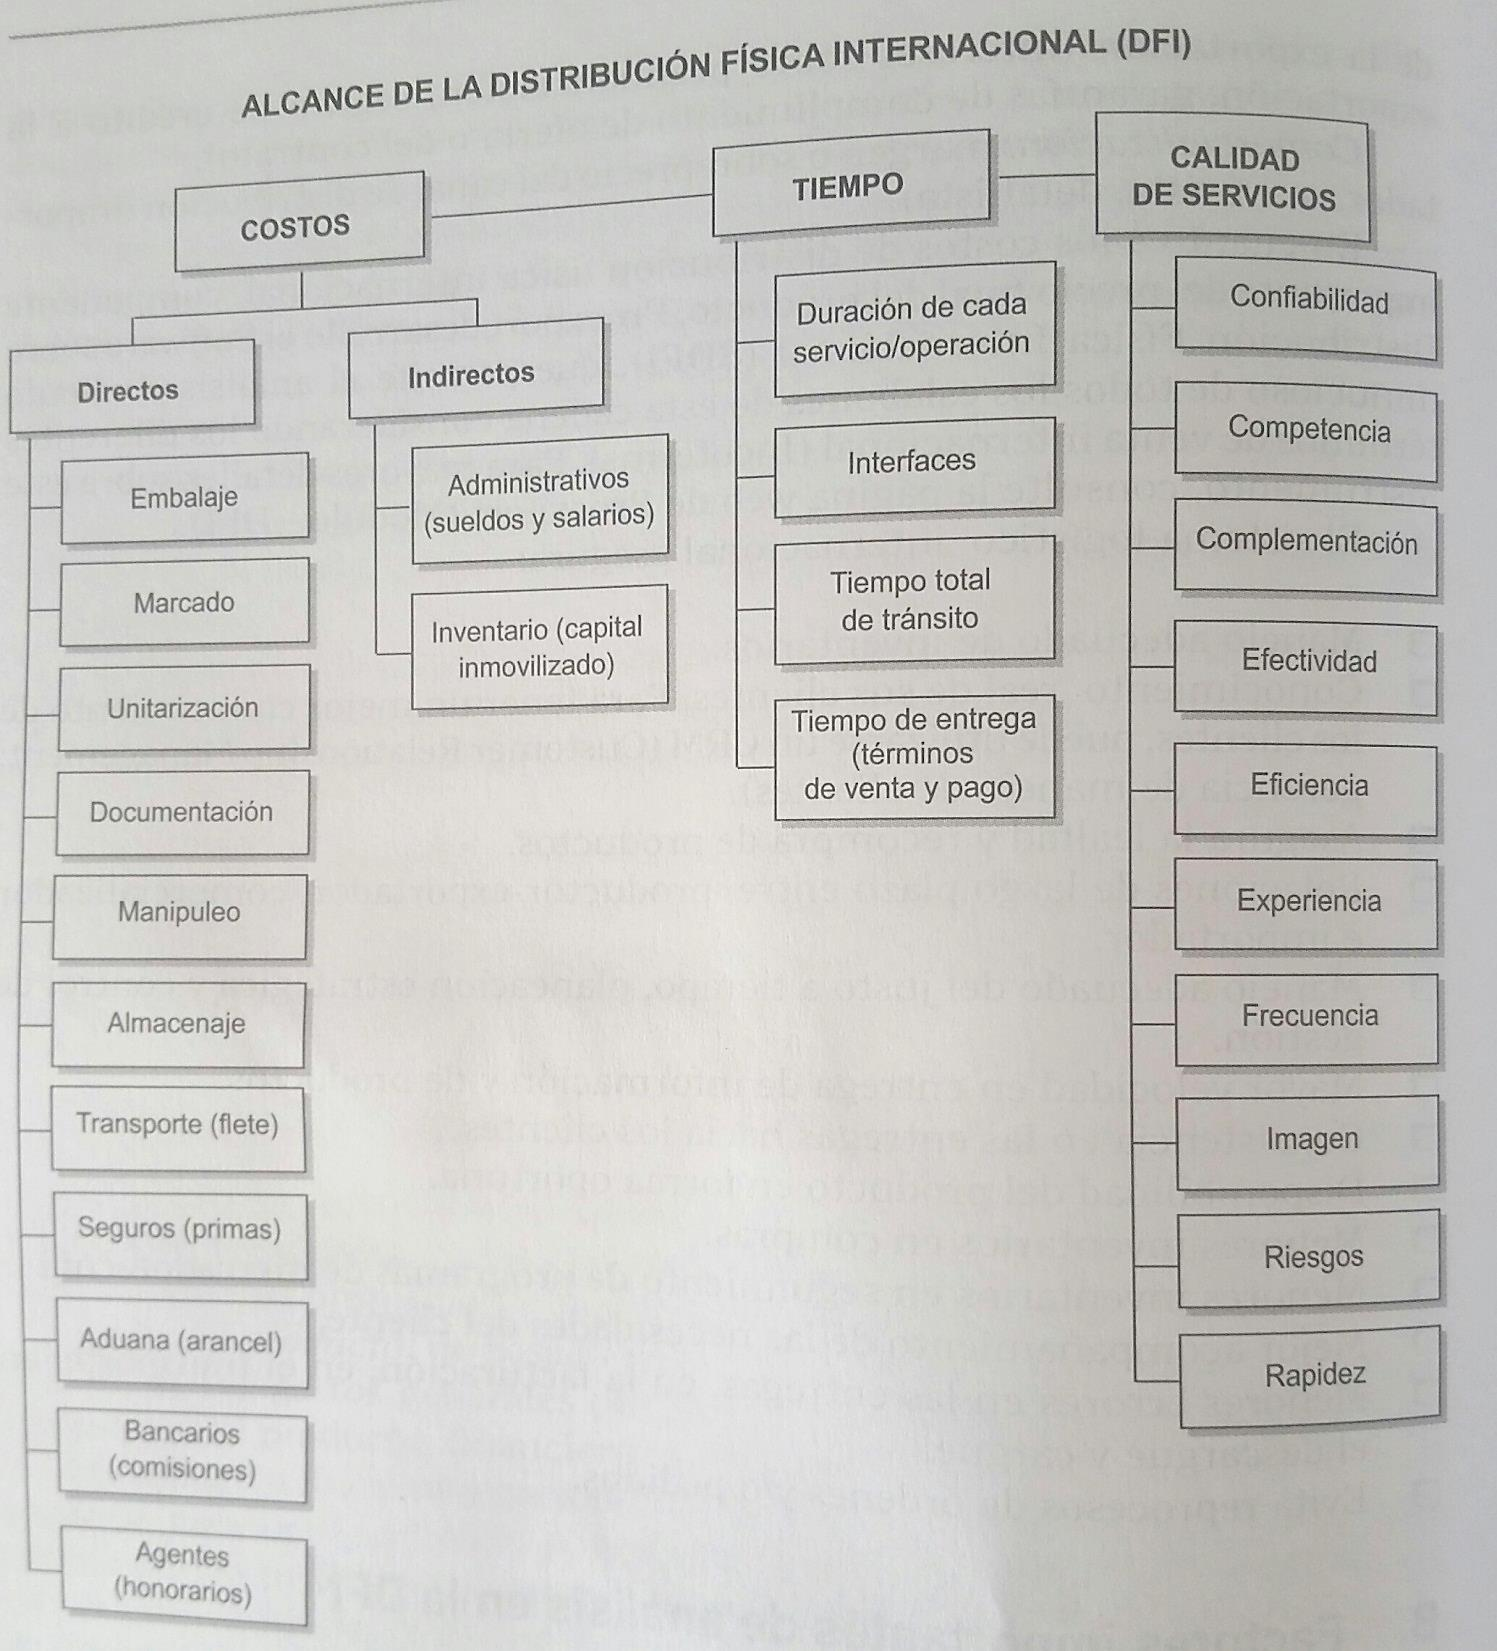 ALCANCE DE LA DISTRIBUCIÓN FÍSICA INTERNACIONAL (DFI)
COSTOS
Directos
Embalaje
Marcado
Unitarización
Documentación
Manipuleo
Almacenaje
Transporte (flete)
Seguros (primas)
Aduana (arancel)
Bancarios
(comisiones)
Agentes
(honorarios)
Indirectos
Administrativos
(sueldos y salarios)
Inventario (capital
inmovilizado)
TIEMPO
Duración de cada
servicio/operación
Interfaces
Tiempo total
de tránsito
Tiempo de entrega
(términos
de venta y pago)
CALIDAD
DE SERVICIOS
Confiabilidad
Competencia
Complementación
Efectividad
Eficiencia
Experiencia
Frecuencia
Imagen
Riesgos
Rapidez